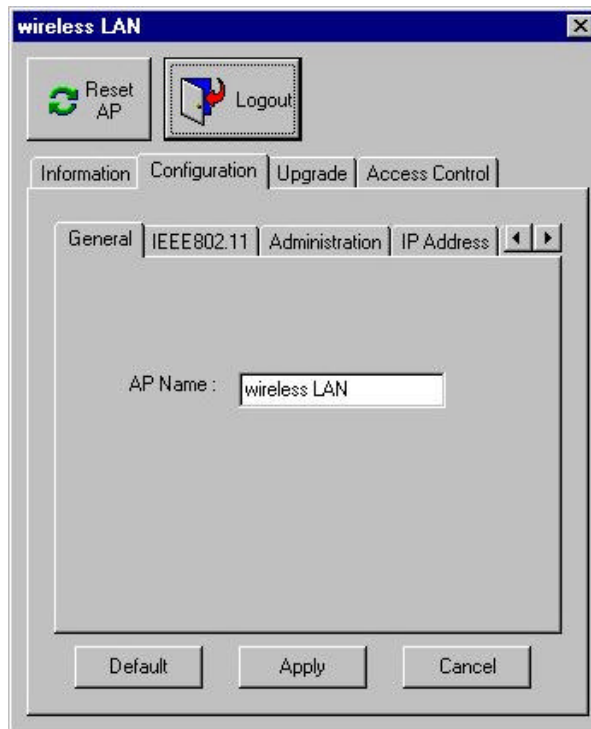 wireless LAN
Reset AP
Logout
Information Configuration Upgrade Access Control
General IEEE802.11 Administration IP Address
AP Name : wireless LAN
Default Apply Cancel